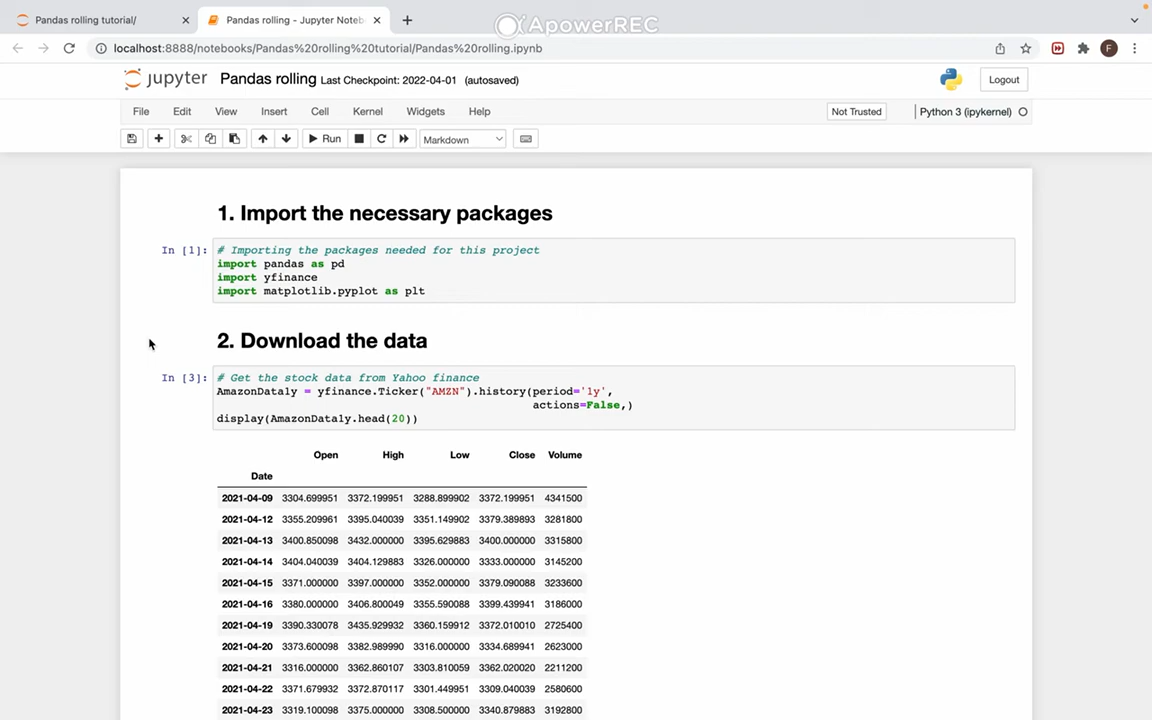 Pandas rolling tutorial/
Pandas rolling - Jupyter Noteb
ApowerREC
localhost:8888/notebooks/Pandas%20rolling%20tutorial/Pandas%20rolling.ipynb
F
jupyter Pandas rolling Last Checkpoint: 2022-04-01 (autosaved)
Logout
File Edit View Insert Cell Kernel Widgets Help
Not Trusted
Python 3 (ipykernel)
Run
Markdown
1. Import the necessary packages
In [1]: # Importing the packages needed for this project
import pandas as pd
import yfinance
import matplotlib.pyplot as plt
2. Download the data
In [3]: # Get the stock data from Yahoo finance
AmazonData1y = yfinance.Ticker("AMZN").history(period='1y',
actions=False,)
display(AmazonData1y.head(20))
Open High Low Close Volume
Date
2021-04-09 3304.699951 3372.199951 3288.899902 3372.199951 4341500
2021-04-12 3355.209961 3395.040039 3351.149902 3379.389893 3281800
2021-04-13 3400.850098 3432.000000 3395.629883 3400.000000 3315800
2021-04-14 3404.040039 3404.129883 3326.000000 3333.000000 3145200
2021-04-15 3371.000000 3397.000000 3352.000000 3379.090088 3233600
2021-04-16 3380.000000 3406.800049 3355.590088 3399.439941 3186000
2021-04-19 3390.330078 3435.929932 3360.159912 3372.010010 2725400
2021-04-20 3373.600098 3382.989990 3316.000000 3334.689941 2623000
2021-04-21 3316.000000 3362.860107 3303.810059 3362.020020 2211200
2021-04-22 3371.679932 3372.870117 3301.449951 3309.040039 2580600
2021-04-23 3319.100098 3375.000000 3308.500000 3340.879883 3192800